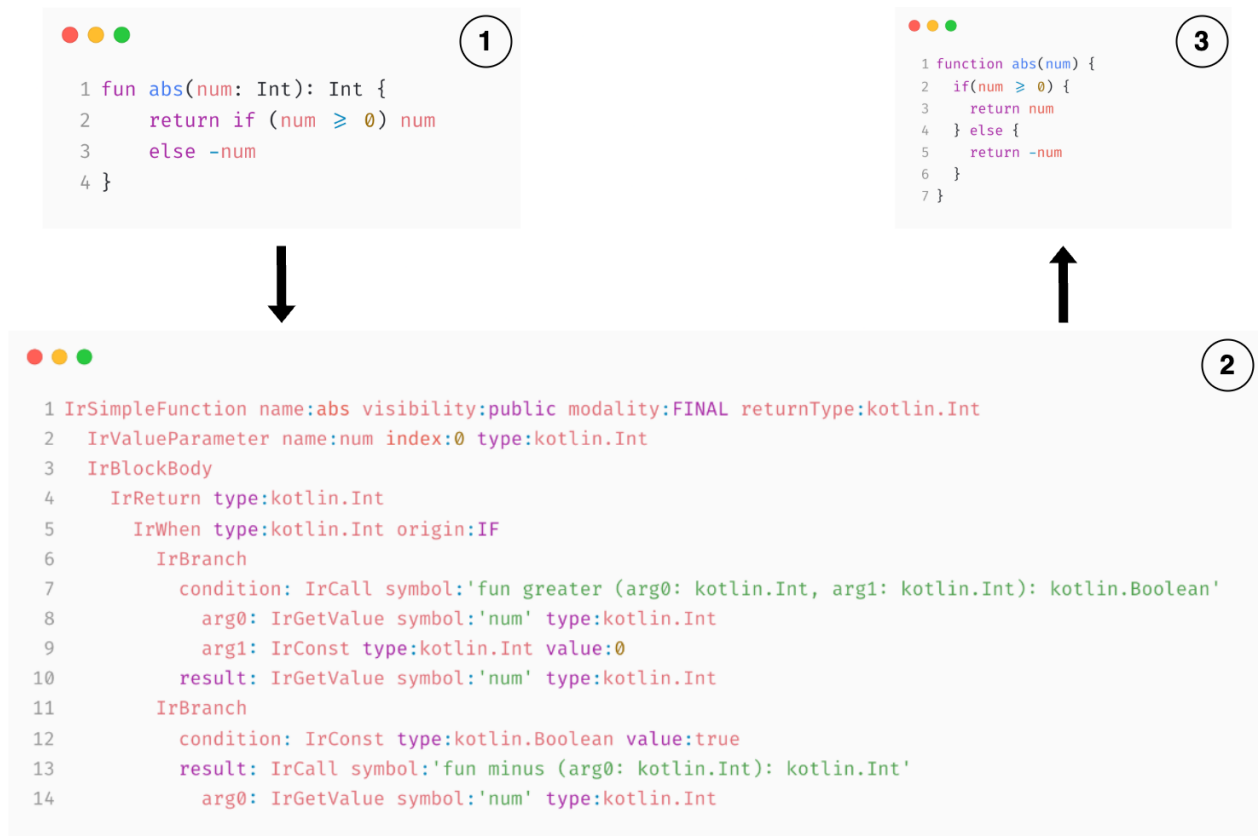 1
1 fun abs(num: Int): Int {
2     return if (num ⩾ 0) num
3     else -num
4 }
3
1 function abs(num) {
2   if(num ⩾ 0) {
3     return num
4   } else {
5     return -num
6   }
7 }
2
1 IrSimpleFunction name:abs visibility:public modality:FINAL returnType:kotlin.Int
2   IrValueParameter name:num index:0 type:kotlin.Int
3   IrBlockBody
4     IrReturn type:kotlin.Int
5       IrWhen type:kotlin.Int origin:IF
6         IrBranch
7           condition: IrCall symbol:'fun greater (arg0: kotlin.Int, arg1: kotlin.Int): kotlin.Boolean'
8             arg0: IrGetValue symbol:'num' type:kotlin.Int
9             arg1: IrConst type:kotlin.Int value:0
10           result: IrGetValue symbol:'num' type:kotlin.Int
11         IrBranch
12           condition: IrConst type:kotlin.Boolean value:true
13           result: IrCall symbol:'fun minus (arg0: kotlin.Int): kotlin.Int'
14             arg0: IrGetValue symbol:'num' type:kotlin.Int